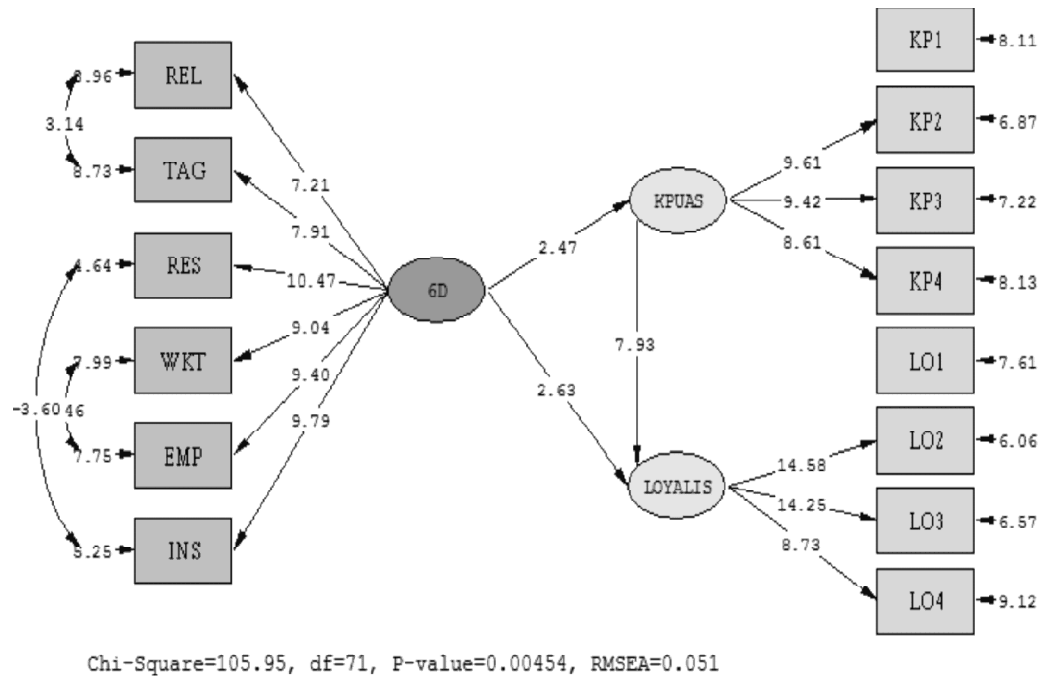 KP1
8.11
REL
3.14
TAG
8.73
7.21
7.91
KP2
6.87
9.61
KPUAS
9.42
KP3
7.22
2.47
8.61
KP4
8.13
RES
10.47
6D
9.04
WKT
7.99
7.93
LO1
7.61
9.40
2.63
-3.60
46
9.79
EMP
7.75
LO2
6.06
14.58
LOYALIS
14.25
LO3
6.57
8.73
INS
LO4
9.12
Chi-Square=105.95, df=71, P-value=0.00454, RMSEA=0.051